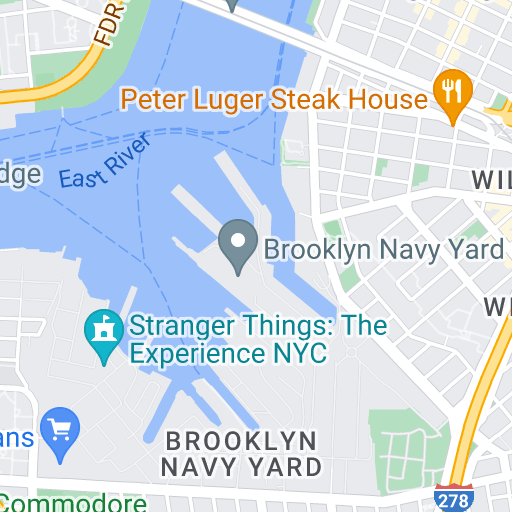 FDR
Peter Luger Steak House
East River
dge
WIL
Brooklyn Navy Yard
WI
Stranger Things: The
Experience NYC
ans
BROOKLYN
NAVY YARD
278
Commodore